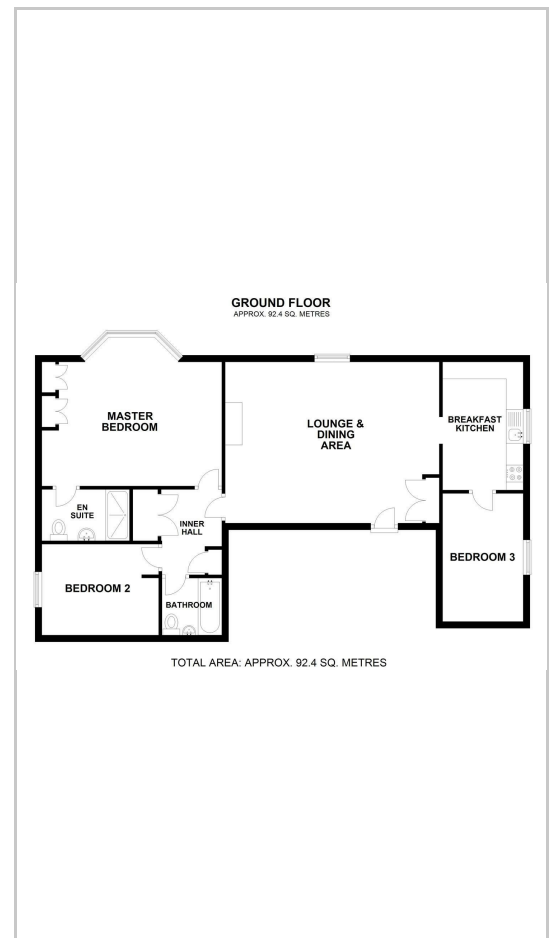 GROUND FLOOR
APPROX. 92.4 SQ. METRES
MASTER
BEDROOM
LOUNGE &
DINING
AREA
BREAKFAST
KITCHEN
EN
SUITE
INNER
HALL
BEDROOM 3
BEDROOM 2
BATHROOM
TOTAL AREA: APPROX. 92.4 SQ. METRES